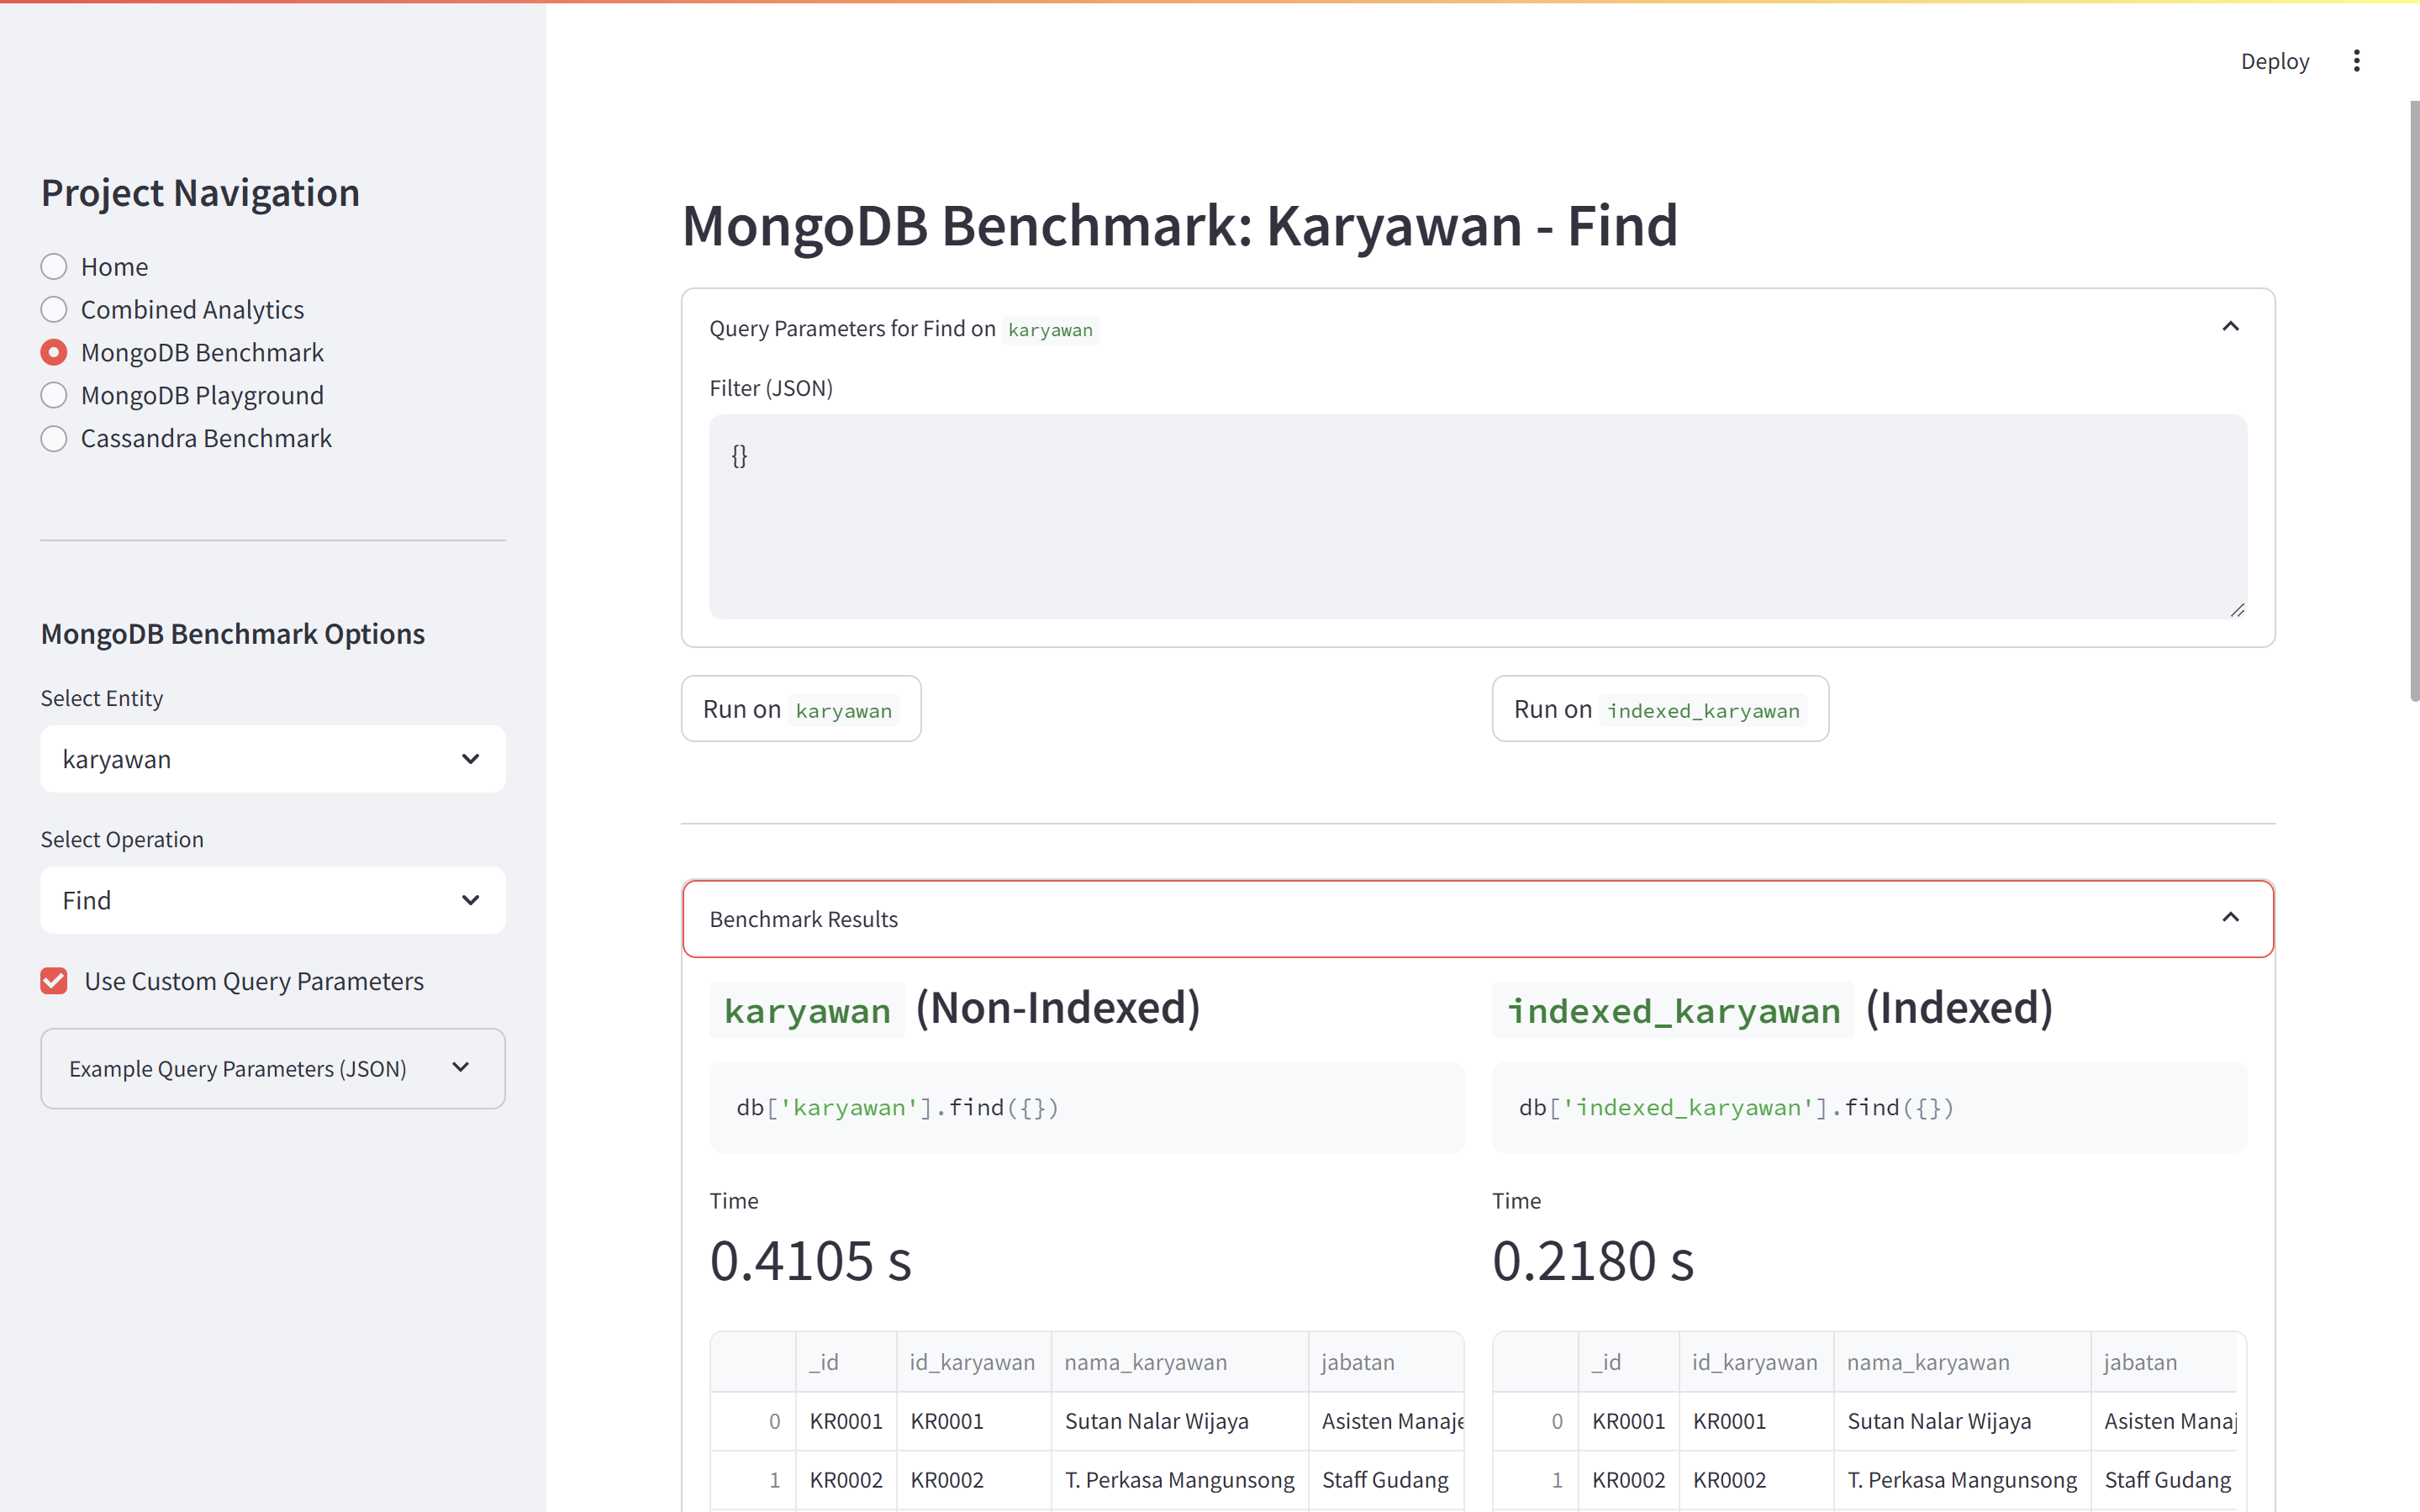 Deploy
Project Navigation
Home
Combined Analytics
MongoDB Benchmark
MongoDB Playground
Cassandra Benchmark
MongoDB Benchmark Options
Select Entity
karyawan
Select Operation
Find
Use Custom Query Parameters
Example Query Parameters (JSON)
MongoDB Benchmark: Karyawan - Find
Query Parameters for Find on karyawan
Filter (JSON)
{}
Run on karyawan
Run on indexed_karyawan
Benchmark Results
karyawan (Non-Indexed)
db['karyawan'].find({})
Time
0.4105 s
_id id_karyawan nama_karyawan jabatan
0 KR0001 KR0001 Sutan Nalar Wijaya Asisten Manaje
1 KR0002 KR0002 T. Perkasa Mangunsong Staff Gudang
indexed_karyawan (Indexed)
db['indexed_karyawan'].find({})
Time
0.2180 s
_id id_karyawan nama_karyawan jabatan
0 KR0001 KR0001 Sutan Nalar Wijaya Asisten Manaj
1 KR0002 KR0002 T. Perkasa Mangunsong Staff Gudang